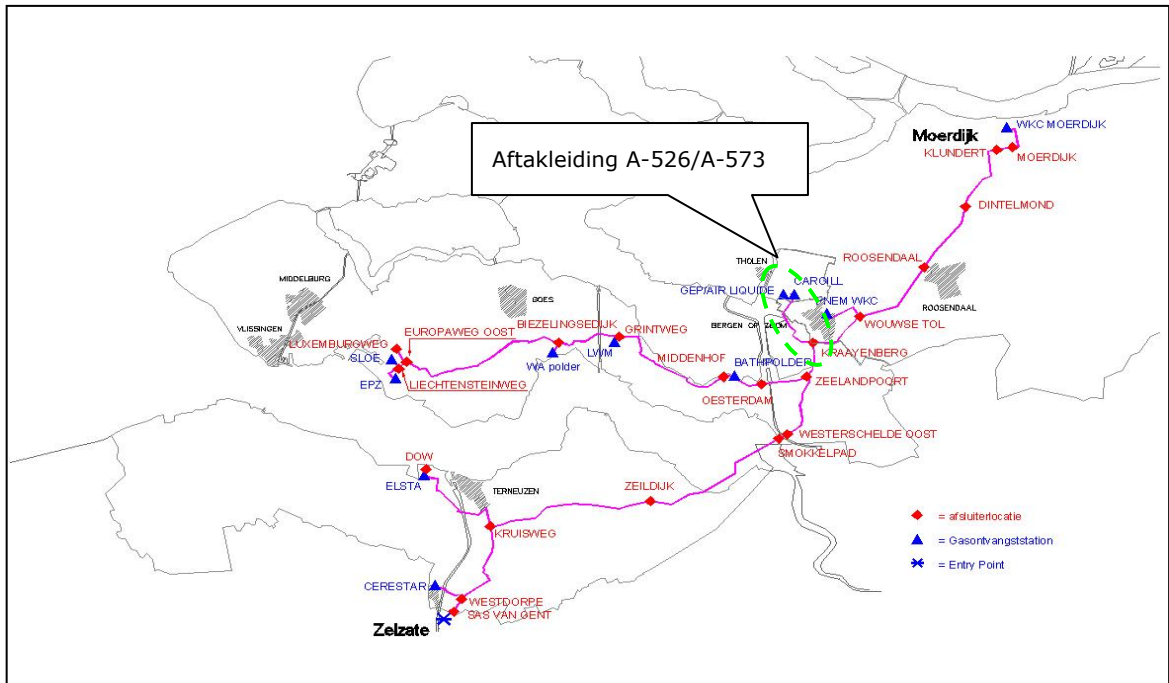 Moerdijk
WKC MOERDIJK
KLUNDERT
MOERDIJK
Aftakleiding A-526/A-573
DINTELMOND
THOLEN
ROOSENDAAL
MIDDELBURG
GEP/AIR LIQUIDE
CARGILL
ROOSENDAAL
GOES
PNEM WKC
VLISSINGEN
BIEZELINGSEDIJK
GRINTWEG
BERGEN OP ZOOM
WOUWSE TOL
EUROPAWEG OOST
LUXEMBURGWEG
KRAAYENBERG
SLOE
WA polder
LWM
MIDDENHOF
BATHPOLDER
EPZ
LIECHTENSTEINWEG
ZEELANDPOORT
OESTERDAM
WESTERSCHELDE OOST
SMOKKELPAD
DOW
ELSTA
TERNEUZEN
ZEILDIJK
= afsluiterlocatie
KRUISWEG
= Gasontvangststation
= Entry Point
CERESTAR
WESTDORPE
SAS VAN GENT
Zelzate